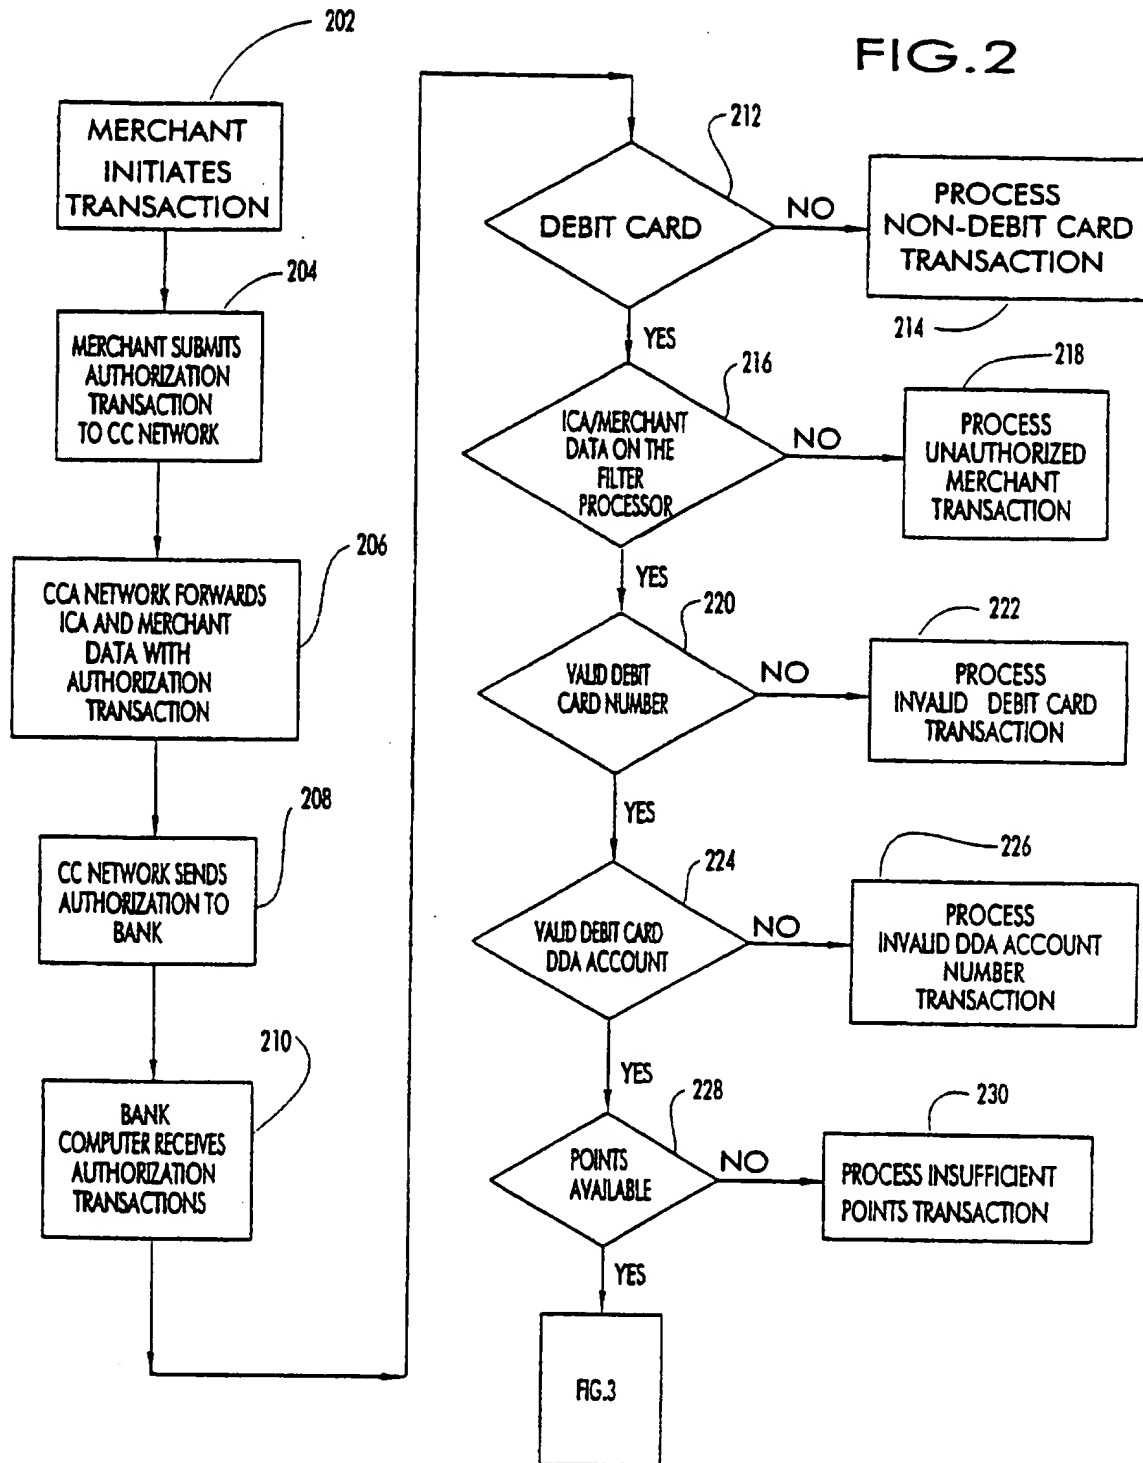 FIG.2
202
MERCHANT
INITIATES
TRANSACTION
204
MERCHANT SUBMITS
AUTHORIZATION
TRANSACTION
TO CC NETWORK
206
CCA NETWORK FORWARDS
ICA AND MERCHANT
DATA WITH
AUTHORIZATION
TRANSACTION
208
CC NETWORK SENDS
AUTHORIZATION TO
BANK
210
BANK
COMPUTER RECEIVES
AUTHORIZATION
TRANSACTIONS
212
DEBIT CARD
NO
PROCESS
NON-DEBIT CARD
TRANSACTION
214
YES
216
ICA/MERCHANT
DATA ON THE
FILTER
PROCESSOR
NO
218
PROCESS
UNAUTHORIZED
MERCHANT
TRANSACTION
YES
220
VALID DEBIT
CARD NUMBER
NO
222
PROCESS
INVALID DEBIT CARD
TRANSACTION
YES
224
VALID DEBIT CARD
DDA ACCOUNT
NO
226
PROCESS
INVALID DDA ACCOUNT
NUMBER
TRANSACTION
YES
228
POINTS
AVAILABLE
NO
230
PROCESS INSUFFICIENT
POINTS TRANSACTION
YES
FIG.3